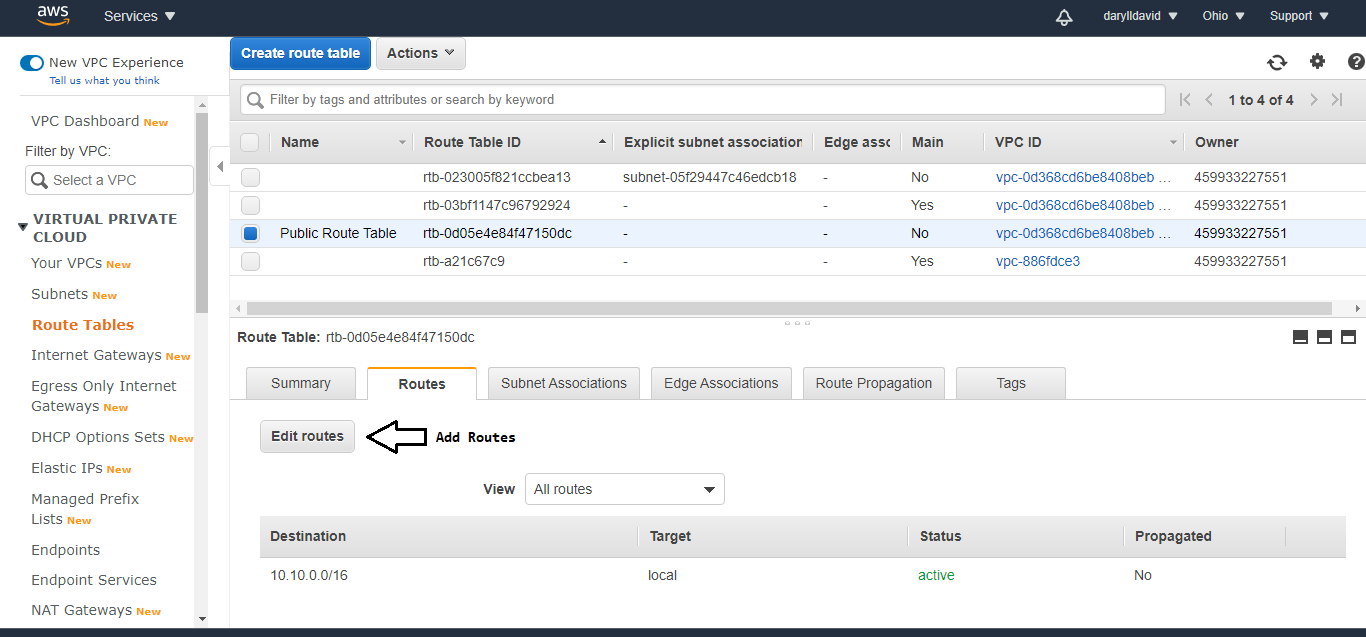 aws Services darylldavid Ohio Support
New VPC Experience
Tell us what you think
VPC Dashboard New
Filter by VPC:
Select a VPC
VIRTUAL PRIVATE
CLOUD
Your VPCs New
Subnets New
Route Tables
Internet Gateways New
Egress Only Internet
Gateways New
DHCP Options Sets New
Elastic IPs New
Managed Prefix
Lists New
Endpoints
Endpoint Services
NAT Gateways New
Create route table Actions
Filter by tags and attributes or search by keyword 1 to 4 of 4
Name Route Table ID Explicit subnet association Edge assc Main VPC ID Owner
rtb-023005f821ccbea13 subnet-05f29447c46edcb18 - No vpc-0d368cd6be8408beb ... 459933227551
rtb-03bf1147c96792924 - - Yes vpc-0d368cd6be8408beb ... 459933227551
Public Route Table rtb-0d05e4e84f47150dc - - No vpc-0d368cd6be8408beb ... 459933227551
rtb-a21c67c9 - - Yes vpc-886fdce3 459933227551
Route Table: rtb-0d05e4e84f47150dc
Summary Routes Subnet Associations Edge Associations Route Propagation Tags
Edit routes Add Routes
View All routes
Destination Target Status Propagated
10.10.0.0/16 local active No